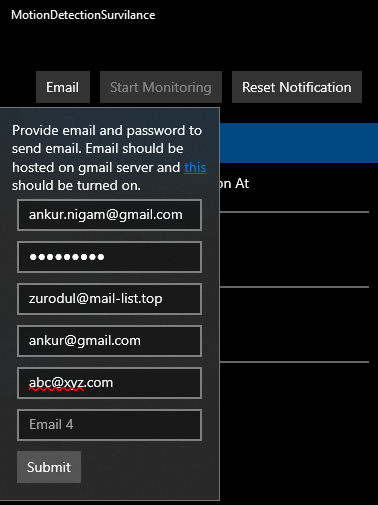 MotionDetectionSurvilance
Email Start Monitoring Reset Notification
Provide email and password to
send email. Email should be
hosted on gmail server and this
should be turned on.
on At
ankur.nigam@gmail.com
●●●●●●●●●
zurodul@mail-list.top
ankur@gmail.com
abc@xyz.com
Email 4
Submit